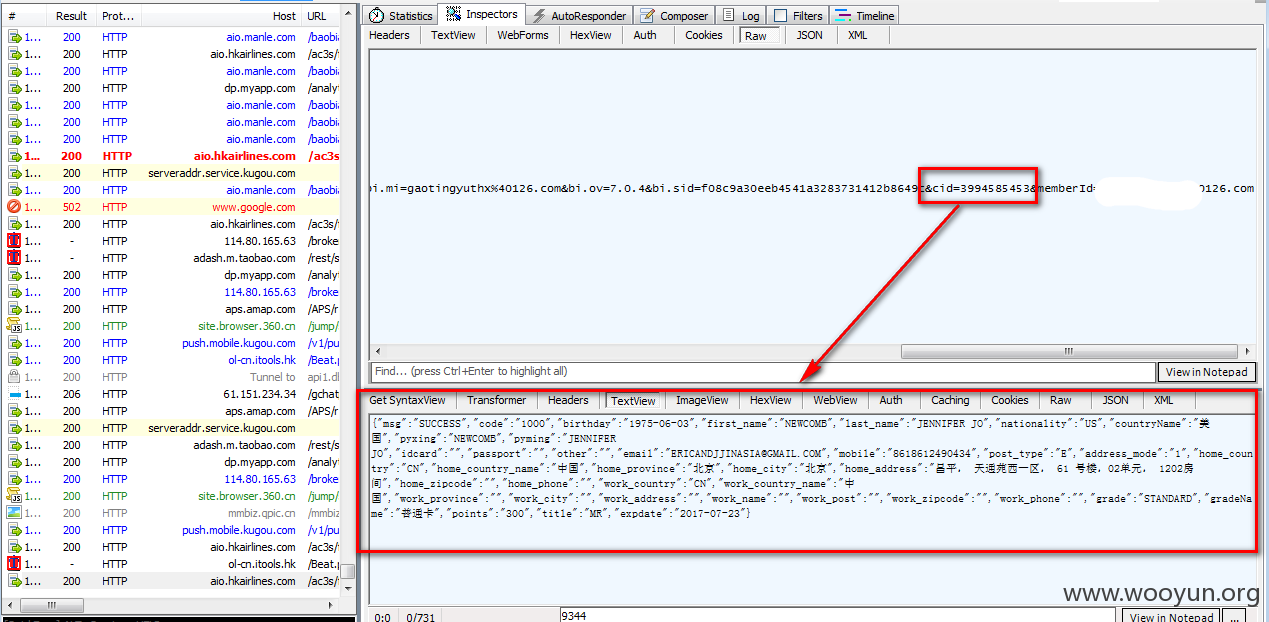 # Result Prot... Host URL
1... 200 HTTP aio.manle.com /baobia
1... 200 HTTP aio.hkairlines.com /ac3s/
1... 200 HTTP aio.manle.com /baobia
1... 200 HTTP dp.myapp.com /analy
1... 200 HTTP aio.manle.com /baobia
1... 200 HTTP aio.manle.com /baobia
1... 200 HTTP aio.manle.com /baobia
1... 200 HTTP aio.hkairlines.com /ac3s
1... 200 HTTP serveraddr.service.kugou.com
1... 200 HTTP aio.manle.com /baobia
1... 502 HTTP www.google.com
1... 200 HTTP aio.hkairlines.com /ac3s/
1... - HTTP 114.80.165.63 /broke
1... - HTTP adash.m.taobao.com /rest/s
1... 200 HTTP dp.myapp.com /analy
1... 200 HTTP 114.80.165.63 /broke
1... 200 HTTP aps.amap.com /APS/r
1... 200 HTTP site.browser.360.cn /jump/
1... 200 HTTP push.mobile.kugou.com /v1/pu
1... 200 HTTP ol-cn.itools.hk /Beat.
1... 200 HTTP Tunnel to api1.d
1... 206 HTTP 61.151.234.34 /gchat
1... 200 HTTP aps.amap.com /APS/r
1... 200 HTTP serveraddr.service.kugou.com
1... 200 HTTP adash.m.taobao.com /rest/s
1... 200 HTTP dp.myapp.com /analy
1... 200 HTTP 114.80.165.63 /broke
1... 200 HTTP site.browser.360.cn /jump/
1... 200 HTTP mmbiz.qpic.cn /mmbiz
1... 200 HTTP push.mobile.kugou.com /v1/pu
1... 200 HTTP aio.hkairlines.com /ac3s/
1... - HTTP ol-cn.itools.hk /Beat.
1... 200 HTTP aio.hkairlines.com /ac3s/
Statistics Inspectors AutoResponder Composer Log Filters Timeline
Headers TextView WebForms HexView Auth Cookies Raw JSON XML
bi.mi=gaotingyuthx%40126.com&bi.ov=7.0.4&bi.sid=f08c9a30eeb4541a3283731412b8649c&cid=3994585453&memberId= 0126.com
Find... (press Ctrl+Enter to highlight all) View in Notepad
Get SyntaxView Transformer Headers TextView ImageView HexView WebView Auth Caching Cookies Raw JSON XML
{"msg":"SUCCESS","code":"1000","birthday":"1975-06-03","first_name":"NEWCOMB","last_name":"JENNIFER JO","nationality":"US","countryName":"美
国","pyxing":"NEWCOMB","pyming":"JENNIFER
JO","idcard":"","passport":"","other":"","email":"ERICANDJJINASIA@GMAIL.COM","mobile":"8618612490434","post_type":"E","address_mode":"1","home_coun
try":"CN","home_country_name":"中国","home_province":"北京","home_city":"北京","home_address":"昌平， 天通苑西一区， 61 号楼，02单元， 1202房
间","home_zipcode":"","home_phone":"","work_country":"CN","work_country_name":"中
国","work_province":"","work_city":"","work_address":"","work_name":"","work_post":"","work_zipcode":"","work_phone":"","grade":"STANDARD","gradeNa
me":"普通卡","points":"300","title":"MR","expdate":"2017-07-23"}
www.wooyun.org
0:0 0/731 9344 View in Notepad ...